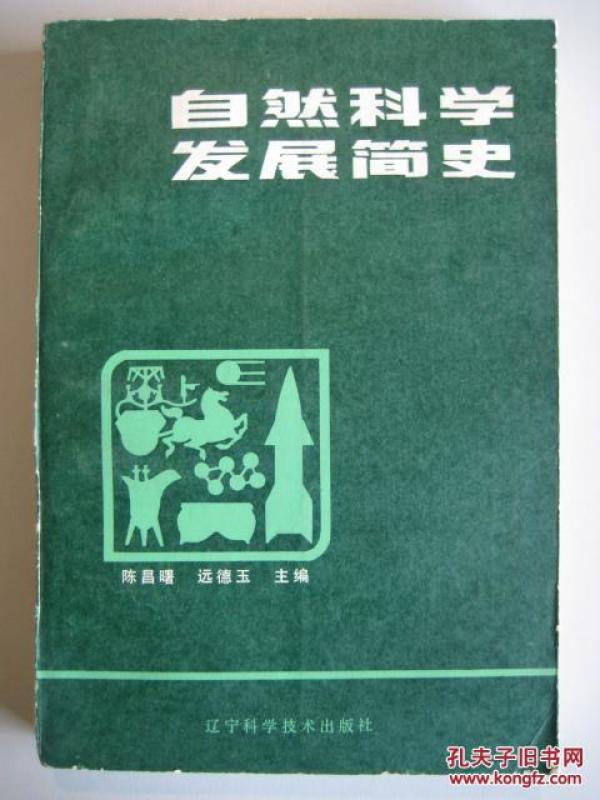 自然科学
发展简史
陈昌曙 远德玉 主编
辽宁科学技术出版社
孔夫子旧书网
kongfz.com